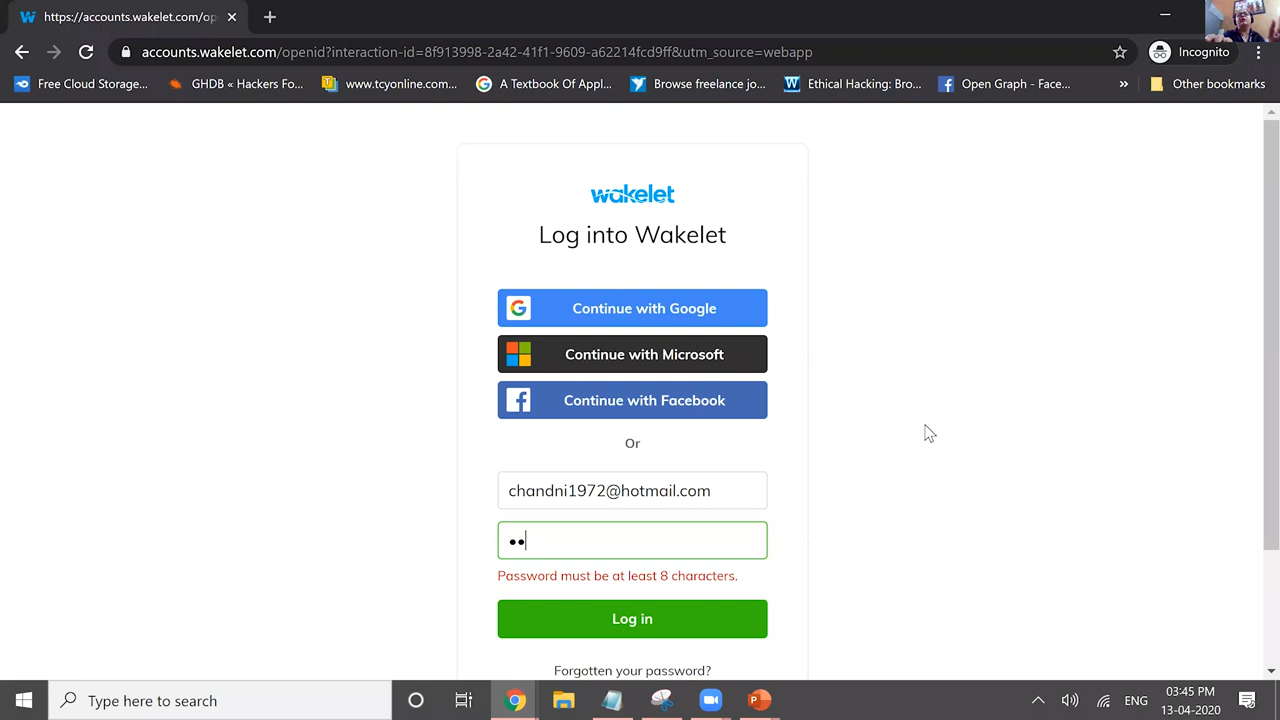 https://accounts.wakelet.com/op
accounts.wakelet.com/openid?interaction-id=8f913998-2a42-41f1-9609-a62214fcd9ff&utm_source=webapp
Incognito
Free Cloud Storage...
GHDB « Hackers Fo...
www.tcyonline.com...
A Textbook Of Appl...
Browse freelance jo...
Ethical Hacking: Bro...
Open Graph - Face...
»
Other bookmarks
wakelet
Log into Wakelet
Continue with Google
Continue with Microsoft
Continue with Facebook
Or
chandni1972@hotmail.com
••
Password must be at least 8 characters.
Log in
Forgotten your password?
Type here to search
ENG
03:45 PM
13-04-2020